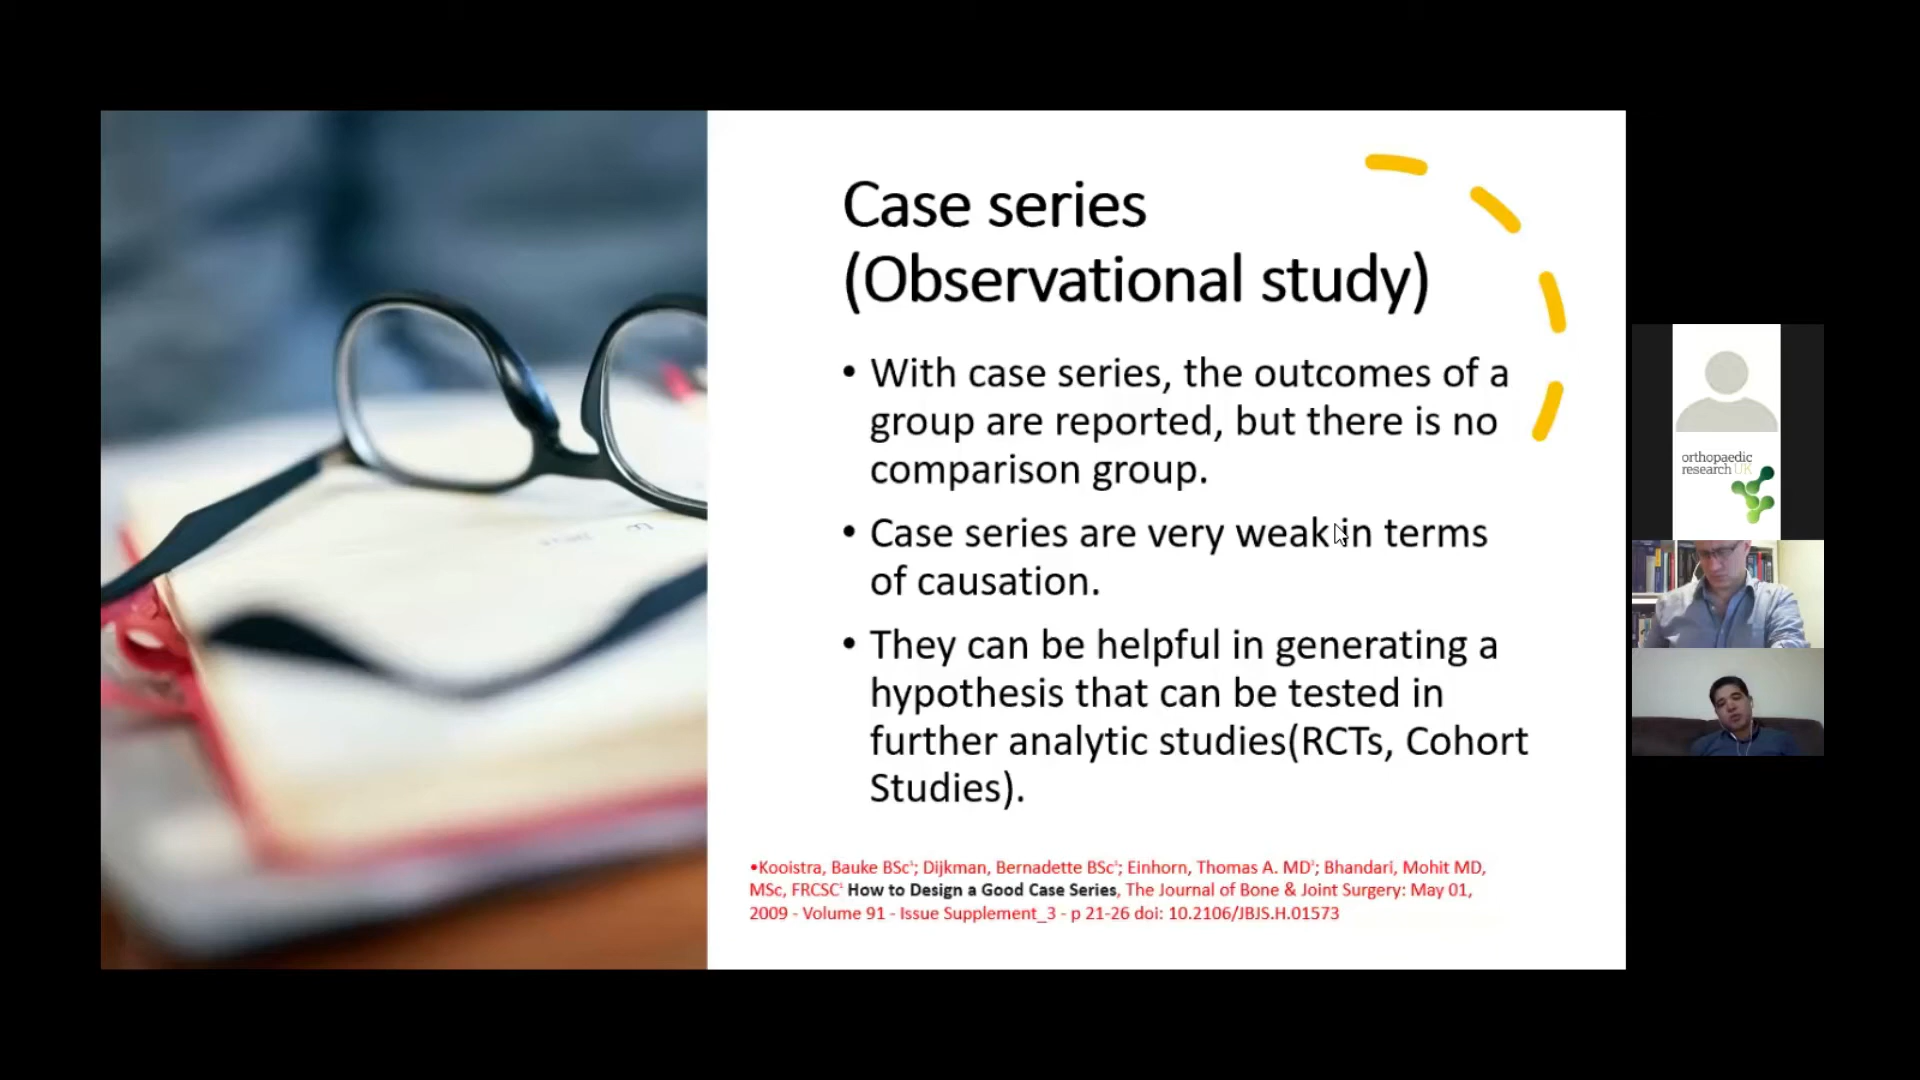 Case series
(Observational study)
• With case series, the outcomes of a
group are reported, but there is no
comparison group.
• Case series are very weak in terms
of causation.
• They can be helpful in generating a
hypothesis that can be tested in
further analytic studies(RCTs, Cohort
Studies).
•Kooistra, Bauke BSc¹; Dijkman, Bernadette BSc¹; Einhorn, Thomas A. MD²; Bhandari, Mohit MD,
MSc, FRCSC¹ How to Design a Good Case Series, The Journal of Bone & Joint Surgery: May 01,
2009 - Volume 91 - Issue Supplement_3 - p 21-26 doi: 10.2106/JBJS.H.01573
orthopaedic
research UK